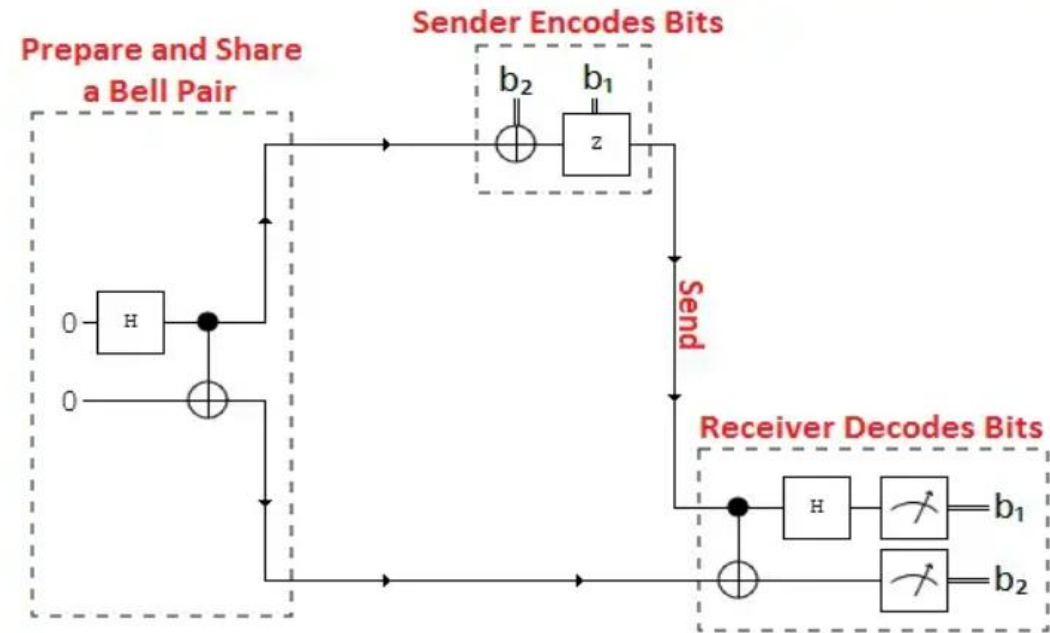 Sender Encodes Bits
Prepare and Share
a Bell Pair
b₂ b₁
Z
0 H
0
Send
Receiver Decodes Bits
H b₁
b₂